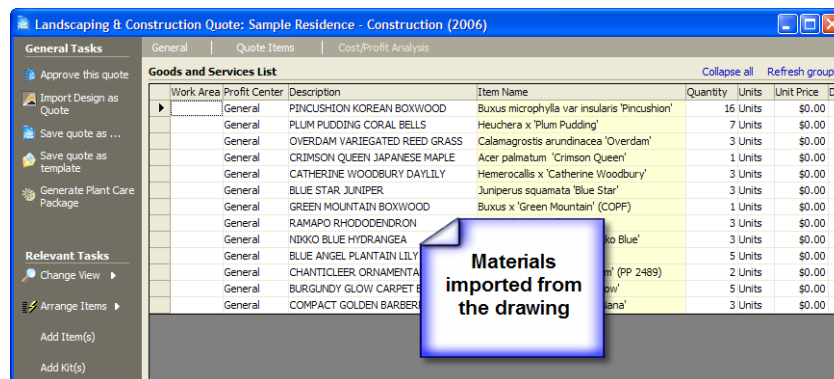 Landscaping & Construction Quote: Sample Residence - Construction (2006)
General Tasks
General | Quote Items | Cost/Profit Analysis
Approve this quote
Import Design as
Quote
Save quote as ...
Save quote as
template
Generate Plant Care
Package
Relevant Tasks
Change View
Arrange Items
Add Item(s)
Add Kit(s)
Goods and Services List Collapse all Refresh group
Work Area Profit Center Description Item Name Quantity Units Unit Price D
General PINCUSHION KOREAN BOXWOOD Buxus microphylla var insularis 'Pincushion' 16 Units $0.00
General PLUM PUDDING CORAL BELLS Heuchera x 'Plum Pudding' 7 Units $0.00
General OVERDAM VARIEGATED REED GRASS Calamagrostis arundinacea 'Overdam' 3 Units $0.00
General CRIMSON QUEEN JAPANESE MAPLE Acer palmatum 'Crimson Queen' 1 Units $0.00
General CATHERINE WOODBURY DAYLILY Hemerocallis x 'Catherine Woodbury' 3 Units $0.00
General BLUE STAR JUNIPER Juniperus squamata 'Blue Star' 3 Units $0.00
General GREEN MOUNTAIN BOXWOOD Buxus x 'Green Mountain' (COPF) 1 Units $0.00
General RAMAPO RHODODENDRON 3 Units $0.00
General NIKKO BLUE HYDRANGEA ko Blue' 3 Units $0.00
General BLUE ANGEL PLANTAIN LILY 5 Units $0.00
General CHANTICLEER ORNAMENTA m' (PP 2489) 2 Units $0.00
General BURGUNDY GLOW CARPET ow' 5 Units $0.00
General COMPACT GOLDEN BARBER Nana' 3 Units $0.00
Materials
imported from
the drawing